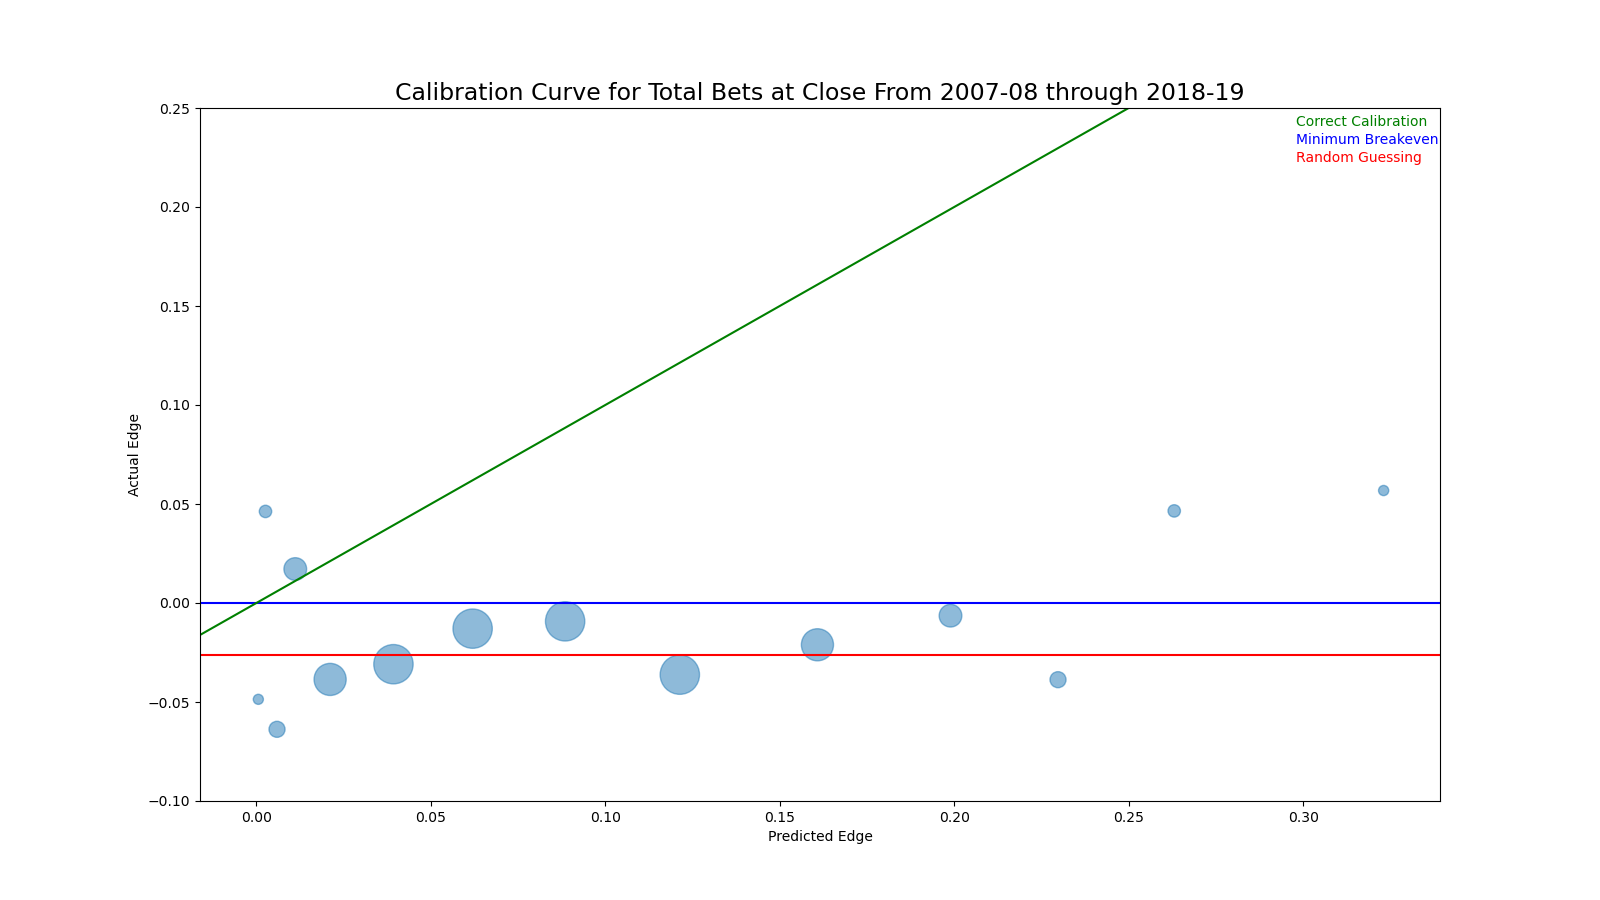 Calibration Curve for Total Bets at Close From 2007-08 through 2018-19
Correct Calibration
Minimum Breakeven
Random Guessing
0.25
0.20
0.15
0.10
0.05
0.00
−0.05
−0.10
Actual Edge
0.00 0.05 0.10 0.15 0.20 0.25 0.30
Predicted Edge